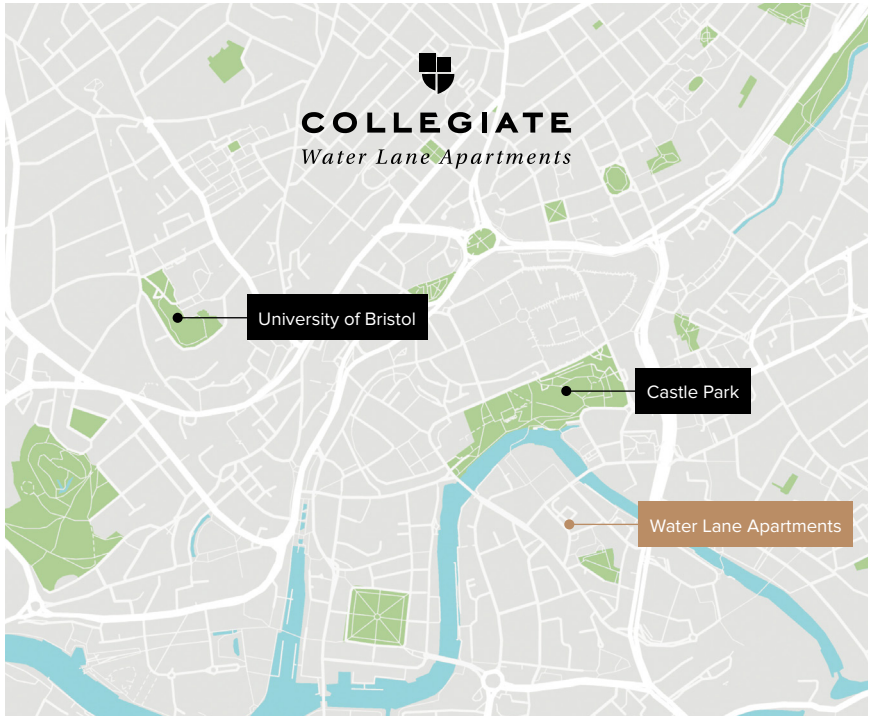 COLLEGIATE
Water Lane Apartments
University of Bristol
Castle Park
Water Lane Apartments